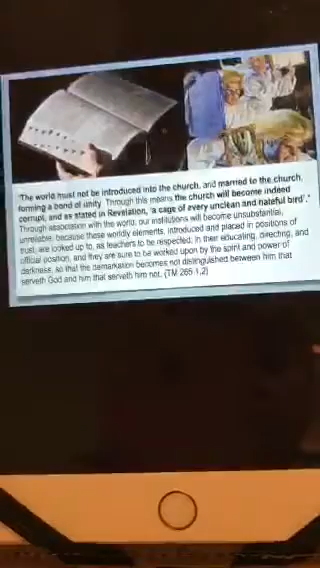 "The world must not be introduced into the church, and married to the church,
forming a bond of unity. Through this means the church will become indeed
corrupt, and as stated in Revelation, 'a cage of every unclean and hateful bird'."
Through association with the world, our institutions will become unsubstantial,
unreliable; because these worldly elements, introduced and placed in positions of
trust, are looked up to, as teachers to be respected, in their educating, directing, and
official position, and they are sure to be worked upon by the spirit and power of
darkness; so that the demarkation becomes not distinguished between him that
serveth God and him that serveth him not. (TM 265.1,2)